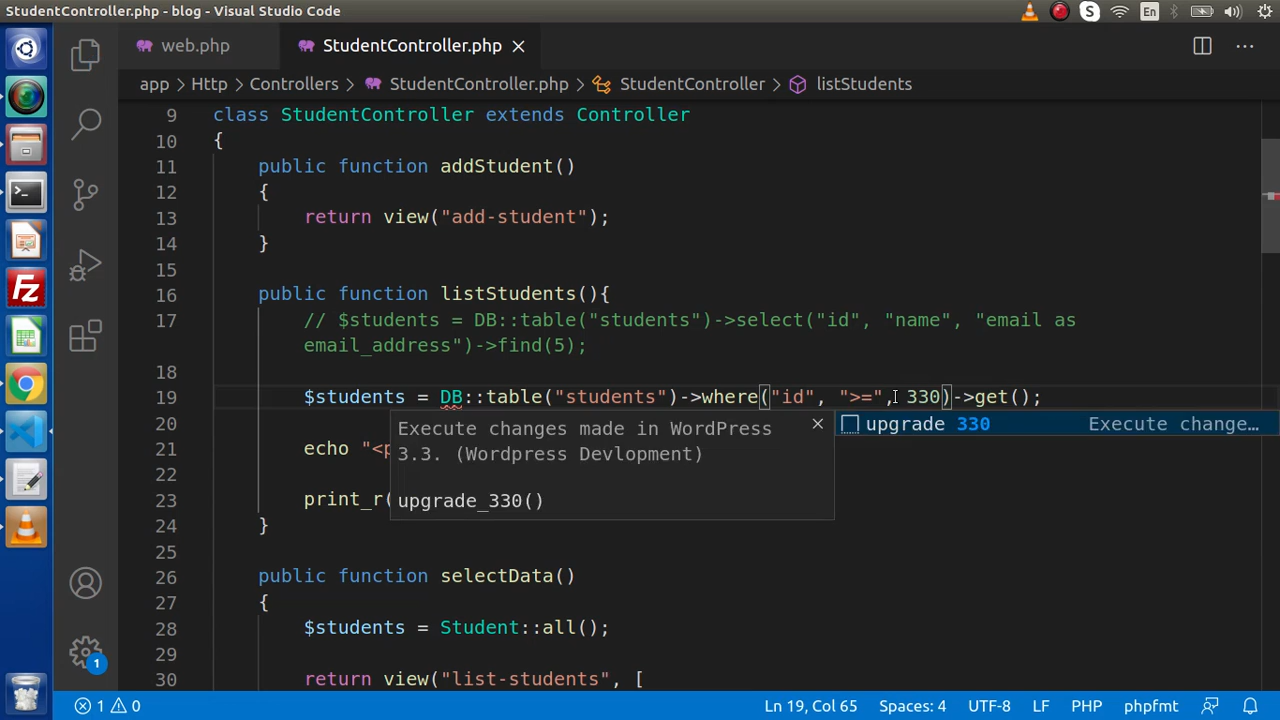 StudentController.php - blog - Visual Studio Code
En
web.php
StudentController.php
app > Http > Controllers > StudentController.php > StudentController > listStudents
9 class StudentController extends Controller
10 {
11 public function addStudent()
12 {
13 return view("add-student");
14 }
15
16 public function listStudents(){
17 // $students = DB::table("students")->select("id", "name", "email as
email_address")->find(5);
18
19 $students = DB::table("students")->where("id", ">=", 330)->get();
20
21 echo "<p
22
23 print_r(
24 }
25
26 public function selectData()
27 {
28 $students = Student::all();
29
30 return view("list-students", [
Execute changes made in WordPress
3.3. (Wordpress Devlopment)
upgrade_330()
upgrade 330 Execute change…
1
1 0 Ln 19, Col 65 Spaces: 4 UTF-8 LF PHP phpfmt